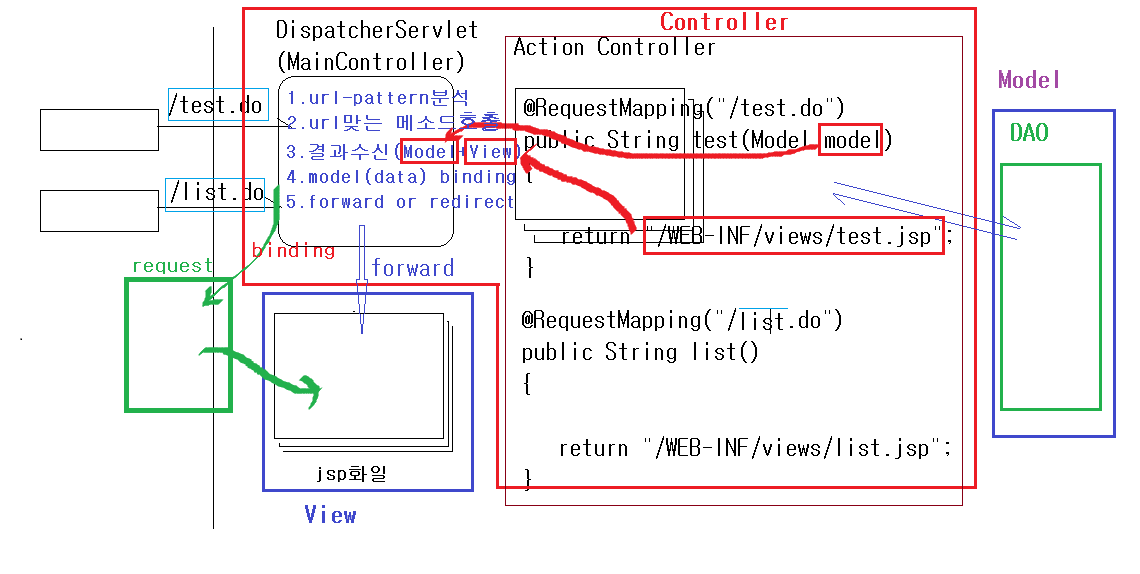 Controller
DispatcherServlet
(MainController)
Action Controller
Model
/test.do
1.url-pattern분석
2.url맞는 메소드호출
3.결과수신(Model+View)
4.model(data) binding
5.forward or redirect
/list.do
@RequestMapping("/test.do")
public String test(Model model)
{
return "/WEB-INF/views/test.jsp";
}
DAO
binding
request
forward
@RequestMapping("/list.do")
public String list()
{
return "/WEB-INF/views/list.jsp";
}
jsp화일
View